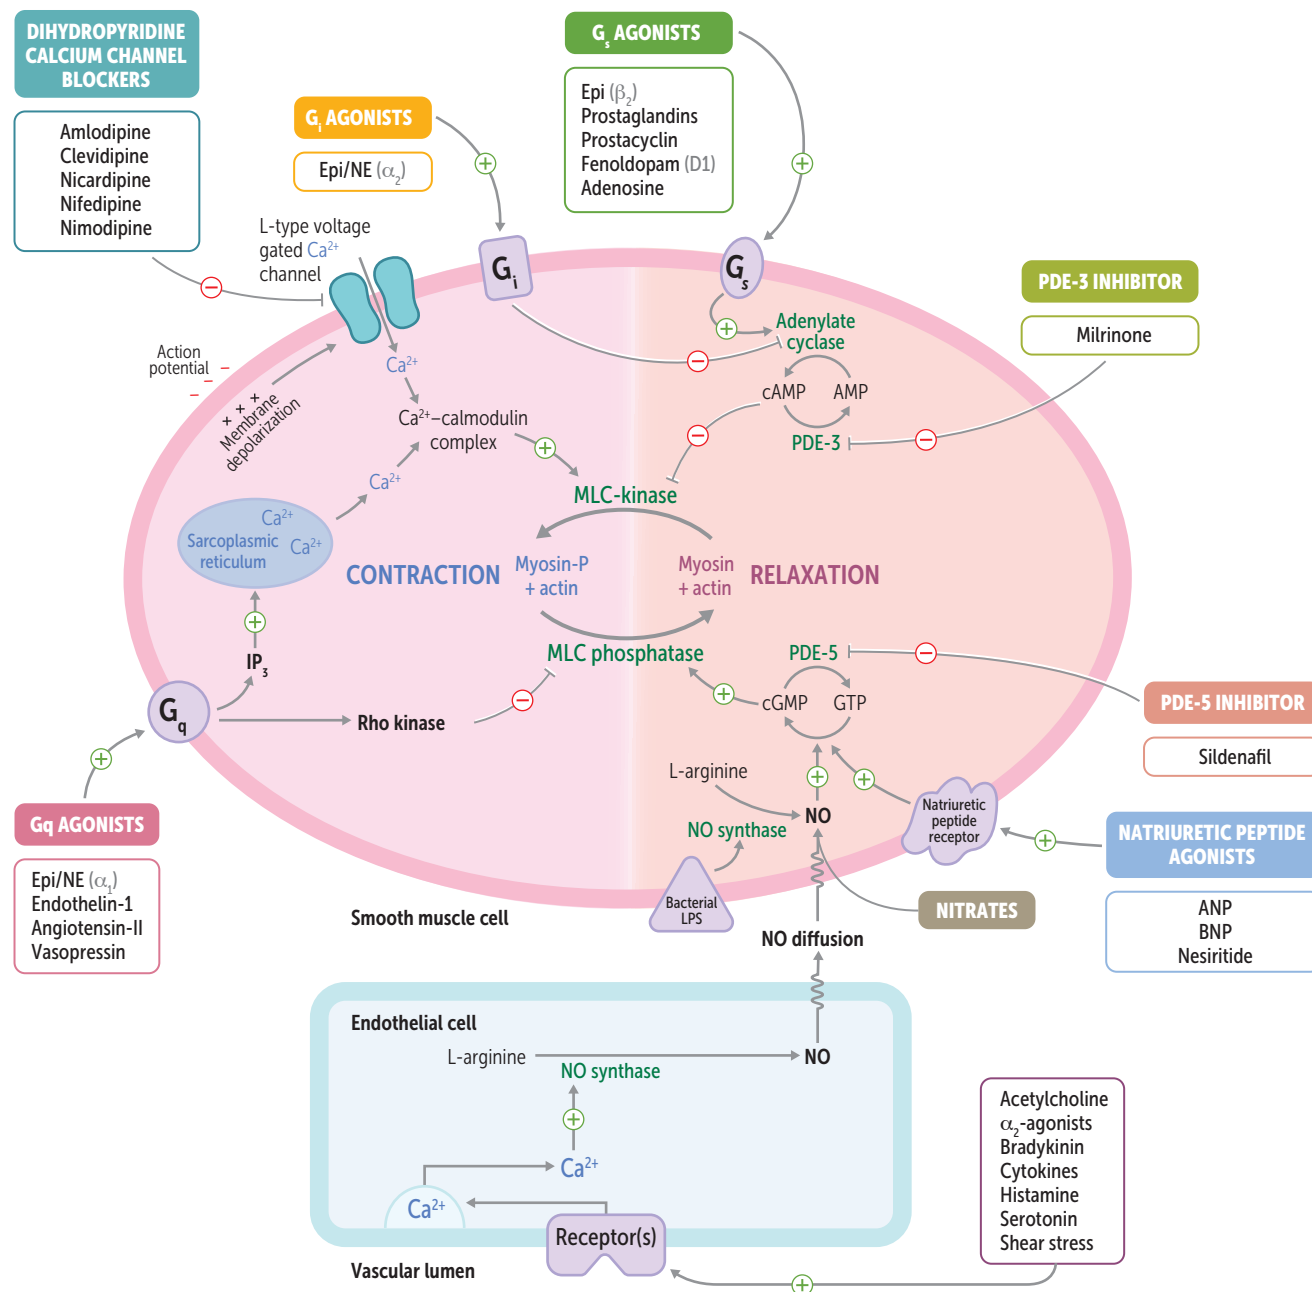 DIHYDROPYRIDINE
CALCIUM CHANNEL
BLOCKERS
Amlodipine
Clevidipine
Nicardipine
Nifedipine
Nimodipine
Gi AGONISTS
Epi/NE (α2)
Gs AGONISTS
Epi (β2)
Prostaglandins
Prostacyclin
Fenoldopam (D1)
Adenosine
L-type voltage
gated Ca2+
channel
Gi
Gs
PDE-3 INHIBITOR
Milrinone
Action
potential
Membrane
depolarization
Ca2+
Adenylate
cyclase
cAMP
AMP
PDE-3
Ca2+–calmodulin
complex
Ca2+
MLC-kinase
Ca2+
Sarcoplasmic
reticulum
Ca2+
CONTRACTION
Myosin-P
+ actin
Myosin
+ actin
RELAXATION
MLC phosphatase
PDE-5
cGMP
GTP
IP3
Gq
Rho kinase
PDE-5 INHIBITOR
Sildenafil
L-arginine
NO
NO synthase
Natriuretic
peptide
receptor
Gq AGONISTS
Epi/NE (α1)
Endothelin-1
Angiotensin-II
Vasopressin
NATRIURETIC PEPTIDE
AGONISTS
ANP
BNP
Nesiritide
Bacterial
LPS
NITRATES
Smooth muscle cell
NO diffusion
Endothelial cell
L-arginine
NO
NO synthase
Ca2+
Ca2+
Receptor(s)
Vascular lumen
Acetylcholine
α2-agonists
Bradykinin
Cytokines
Histamine
Serotonin
Shear stress